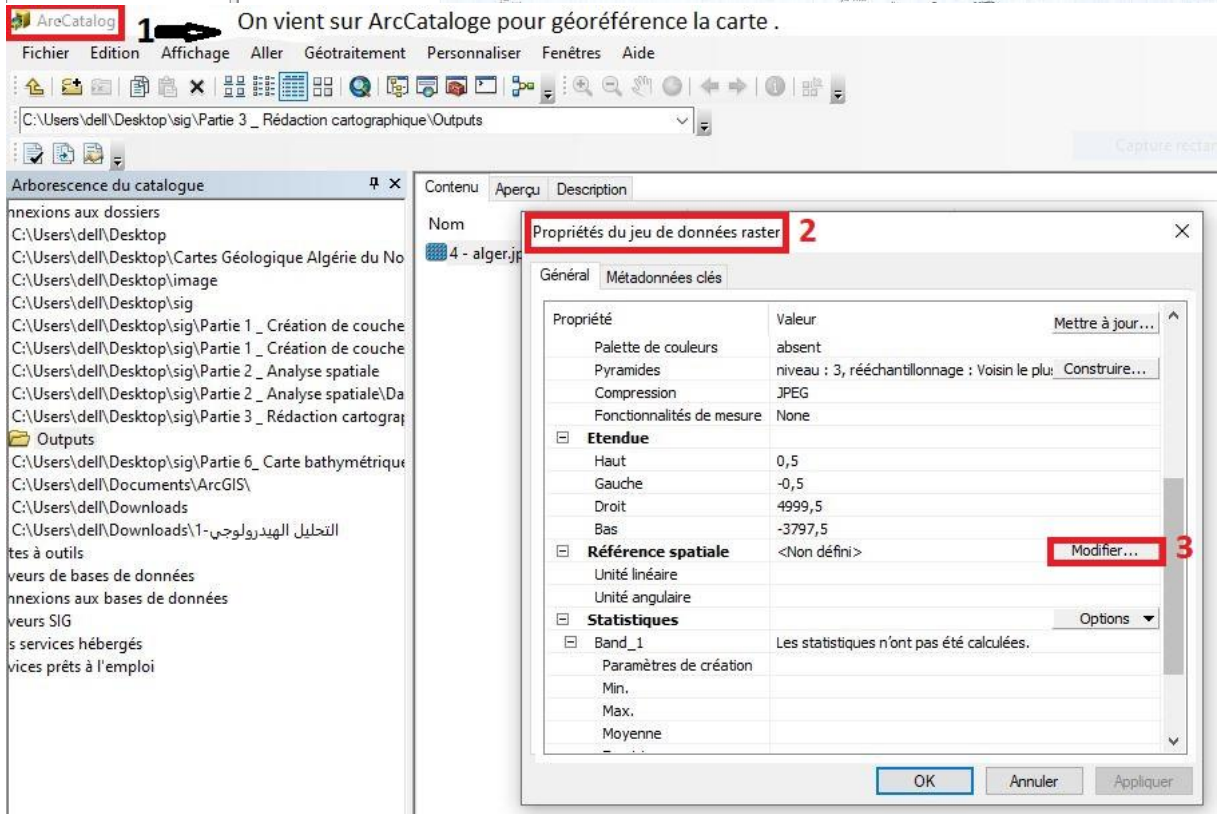 ArcCatalog
1 On vient sur ArcCataloge pour géoréférence la carte .
Fichier Edition Affichage Aller Géotraitement Personnaliser Fenêtres Aide
C:\Users\dell\Desktop\sig\Partie 3 _ Rédaction cartographique\Outputs
Capture rectan
Arborescence du catalogue
nnexions aux dossiers
C:\Users\dell\Desktop
C:\Users\dell\Desktop\Cartes Géologique Algérie du No
C:\Users\dell\Desktop\image
C:\Users\dell\Desktop\sig
C:\Users\dell\Desktop\sig\Partie 1 _ Création de couche
C:\Users\dell\Desktop\sig\Partie 1 _ Création de couche
C:\Users\dell\Desktop\sig\Partie 2 _ Analyse spatiale
C:\Users\dell\Desktop\sig\Partie 2 _ Analyse spatiale\Da
C:\Users\dell\Desktop\sig\Partie 3 _ Rédaction cartograp
Outputs
C:\Users\dell\Desktop\sig\Partie 6_ Carte bathymétrique
C:\Users\dell\Documents\ArcGIS\
C:\Users\dell\Downloads
C:\Users\dell\Downloads\1-التحليل الهيدرولوجي
tes à outils
veurs de bases de données
nnexions aux bases de données
veurs SIG
s services hébergés
vices prêts à l'emploi
Contenu Aperçu Description
Nom
4 - alger.jp
Propriétés du jeu de données raster 2
Général Métadonnées clés
Propriété Valeur Mettre à jour...
Palette de couleurs absent
Pyramides niveau : 3, rééchantillonnage : Voisin le plu: Construire...
Compression JPEG
Fonctionnalités de mesure None
Etendue
Haut 0,5
Gauche -0,5
Droit 4999,5
Bas -3797,5
Référence spatiale <Non défini> Modifier... 3
Unité linéaire
Unité angulaire
Statistiques Options
Band_1 Les statistiques n'ont pas été calculées.
Paramètres de création
Min.
Max.
Moyenne
OK Annuler Appliquer